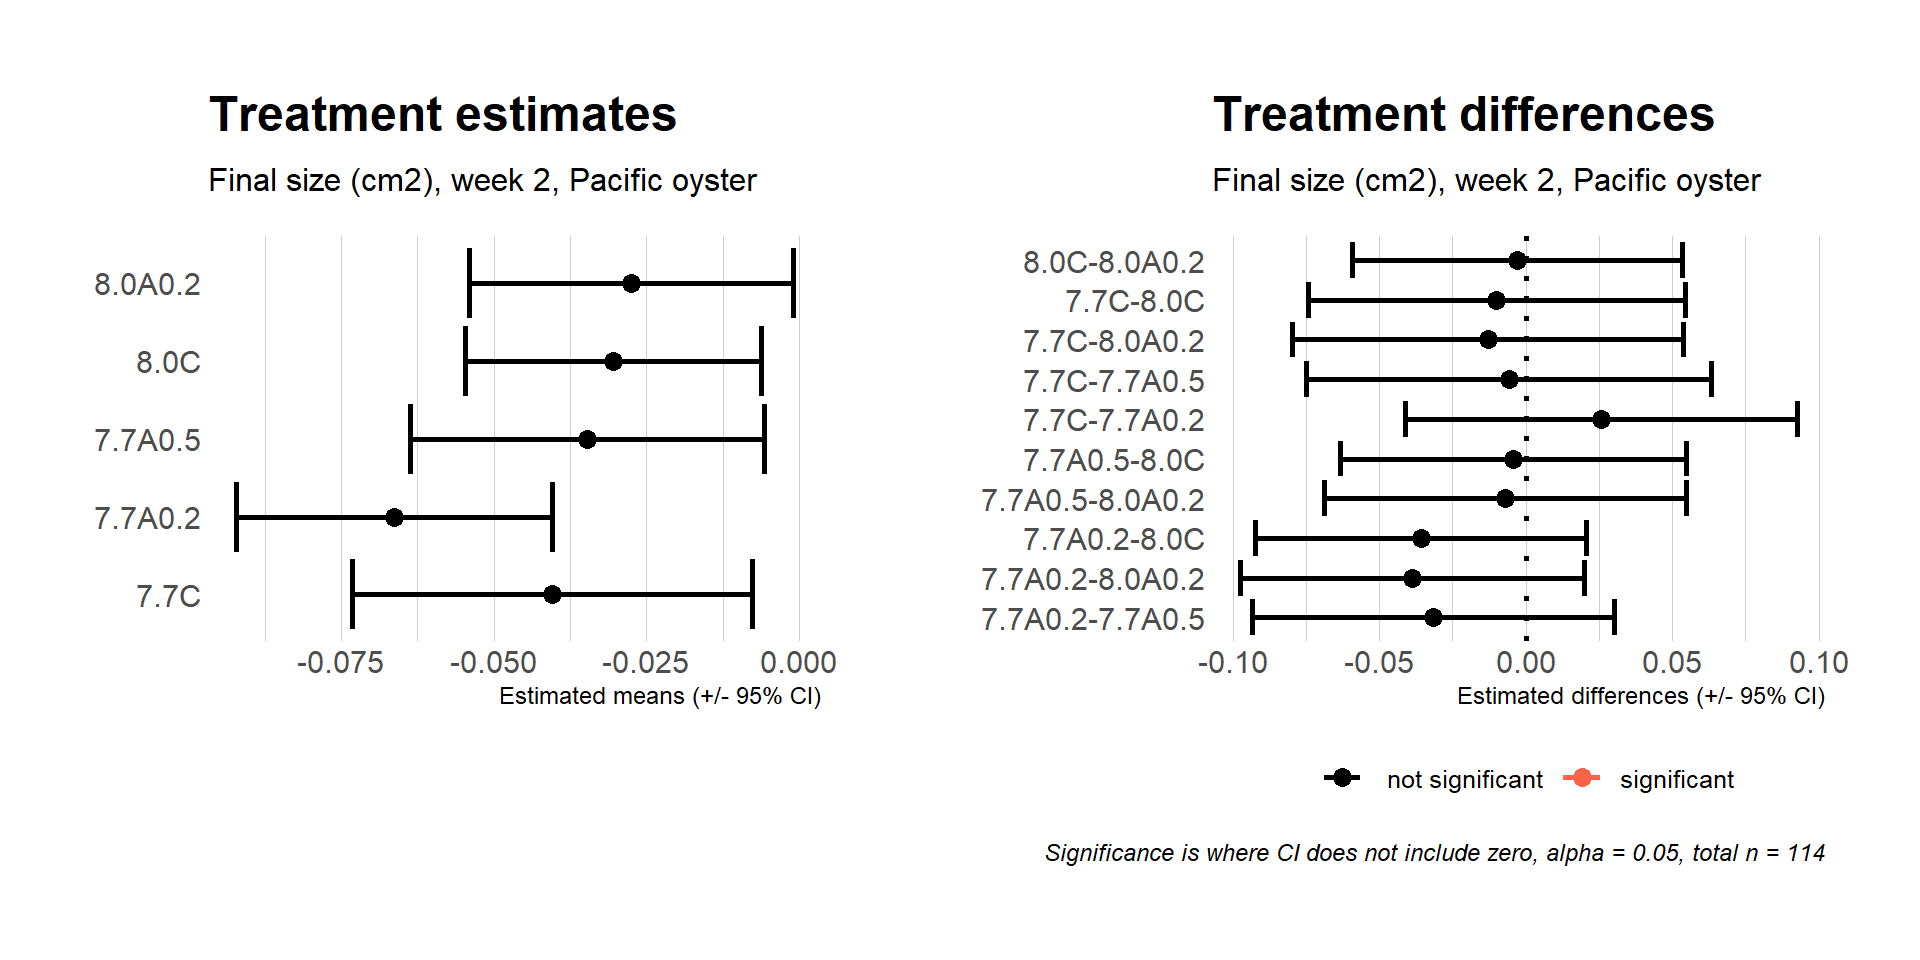 Treatment estimates
Final size (cm2), week 2, Pacific oyster
8.0A0.2
8.0C
7.7A0.5
7.7A0.2
7.7C
-0.075 -0.050 -0.025 0.000
Estimated means (+/- 95% CI)
Treatment differences
Final size (cm2), week 2, Pacific oyster
8.0C-8.0A0.2
7.7C-8.0C
7.7C-8.0A0.2
7.7C-7.7A0.5
7.7C-7.7A0.2
7.7A0.5-8.0C
7.7A0.5-8.0A0.2
7.7A0.2-8.0C
7.7A0.2-8.0A0.2
7.7A0.2-7.7A0.5
-0.10 -0.05 0.00 0.05 0.10
Estimated differences (+/- 95% CI)
not significant significant
Significance is where CI does not include zero, alpha = 0.05, total n = 114